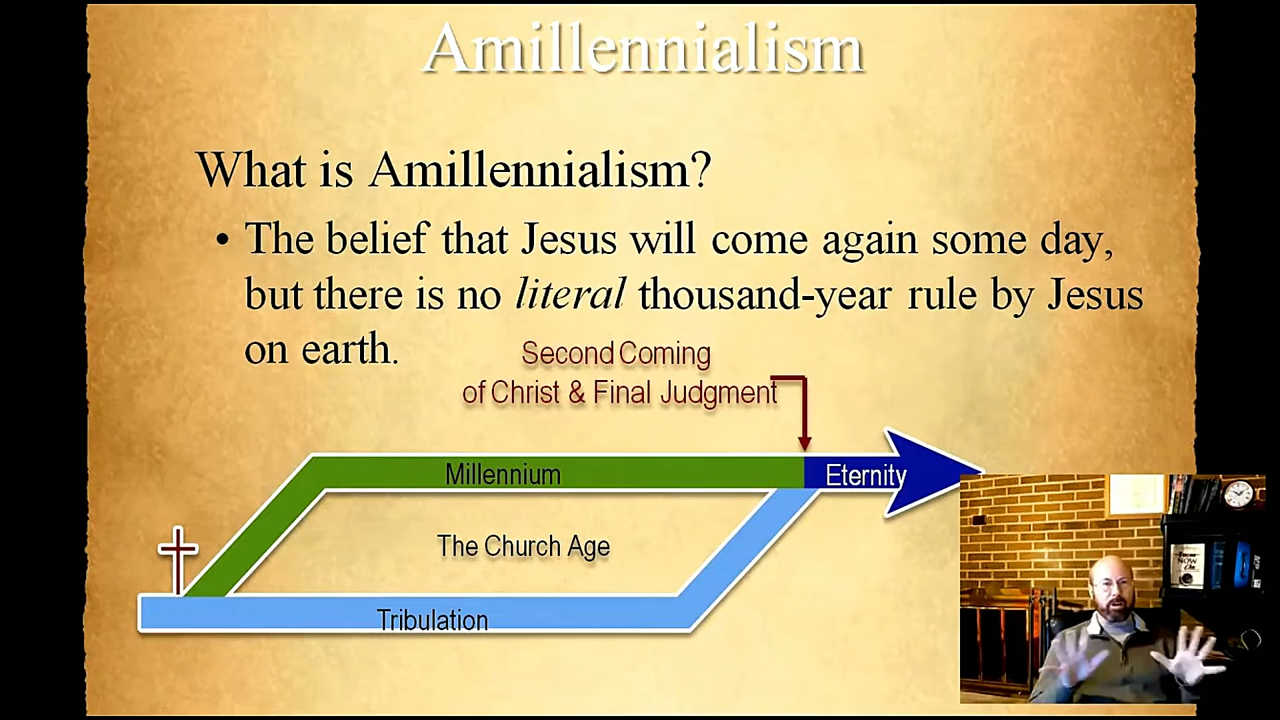 Amillennialism
What is Amillennialism?
• The belief that Jesus will come again some day,
but there is no literal thousand-year rule by Jesus
on earth.
Second Coming
of Christ & Final Judgment
Millennium
Eternity
The Church Age
Tribulation
NOW